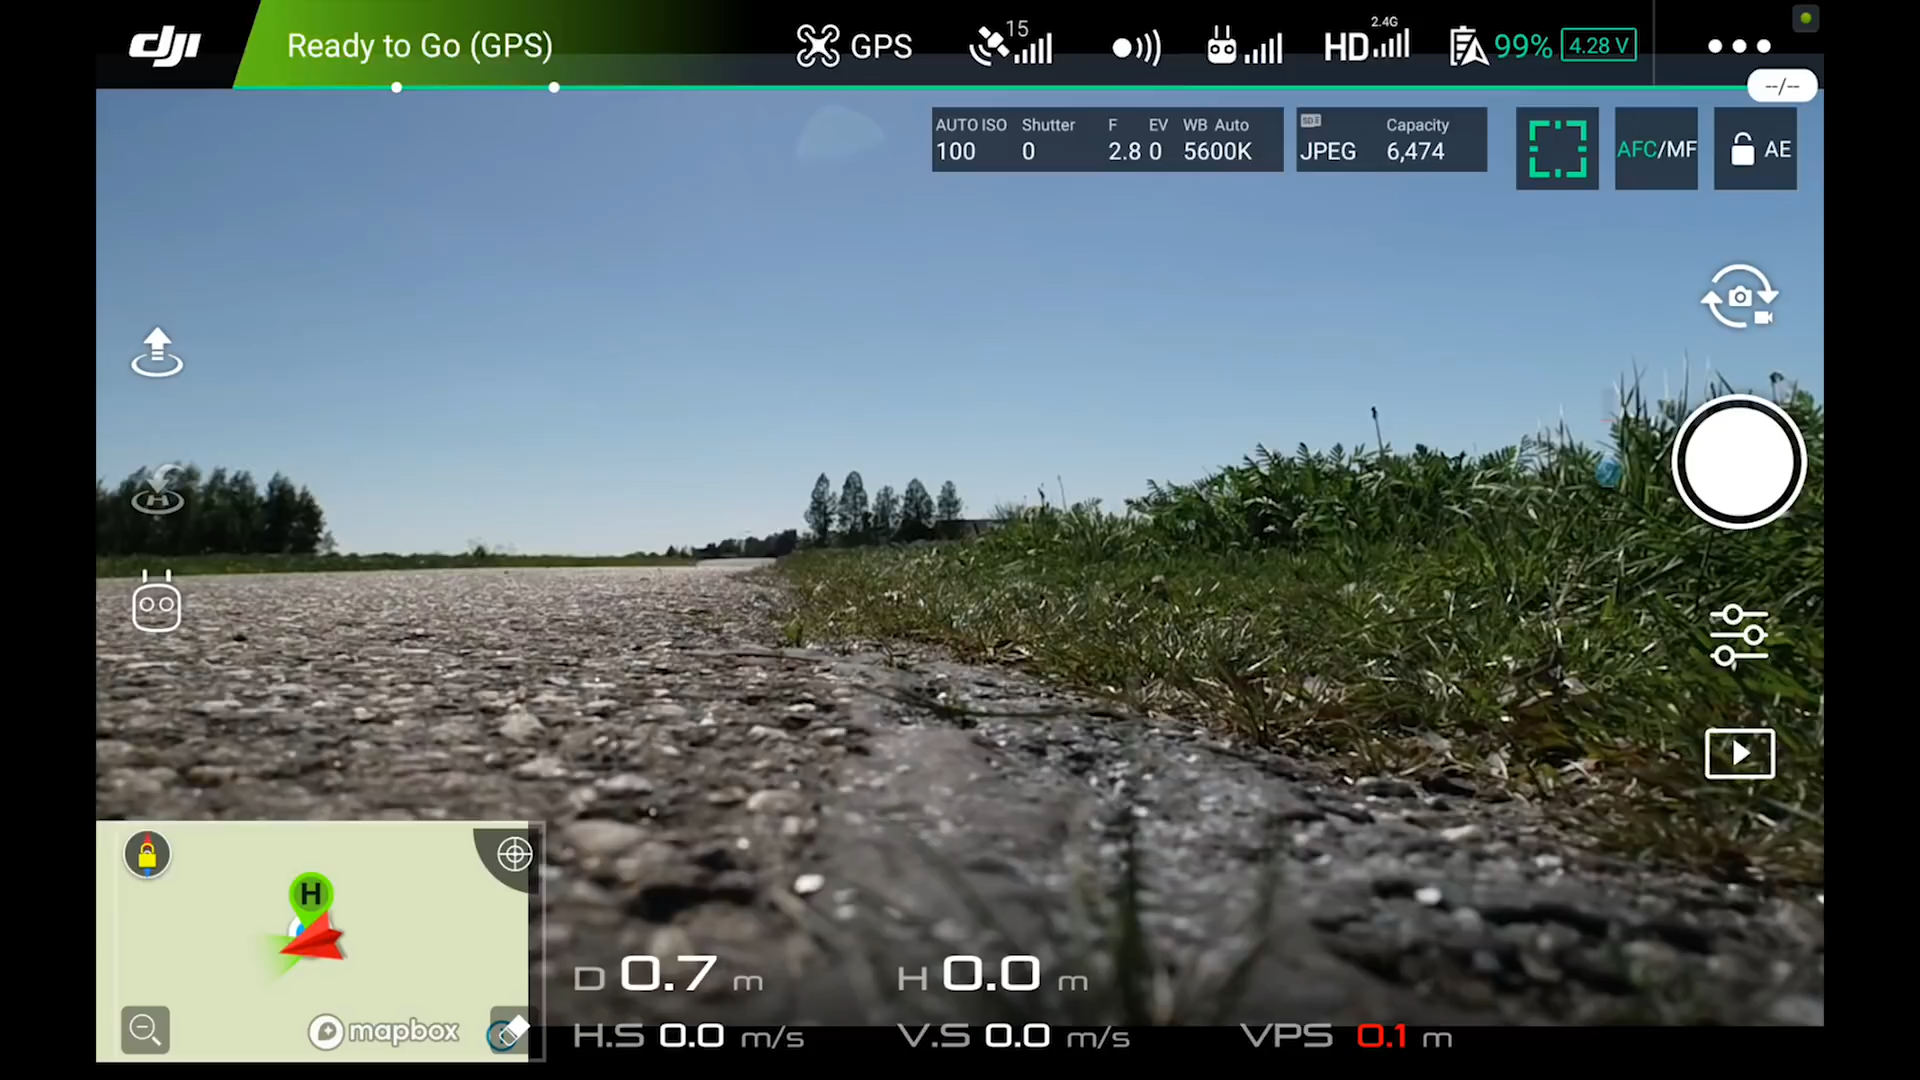 dji
Ready to Go (GPS)
GPS
15
HD
2.4G
99%
4.28 V
--/--
AUTO ISO Shutter F EV WB Auto
100 0 2.8 0 5600K
SD
Capacity
JPEG 6,474
AFC/MF
AE
H
H
mapbox
D 0.7 m
H 0.0 m
H.S 0.0 m/s
V.S 0.0 m/s
VPS 0.1 m